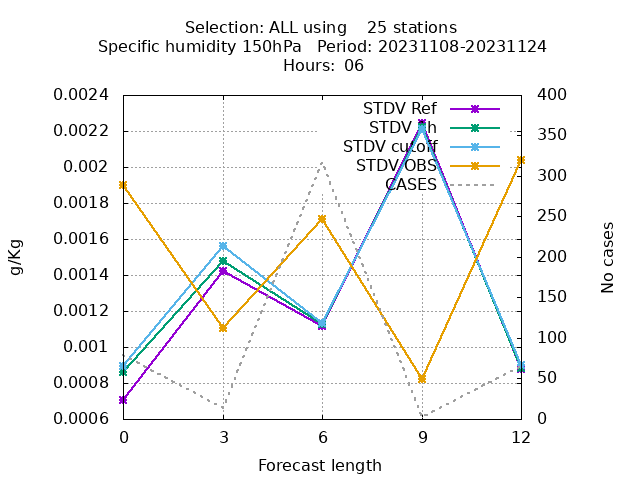 Selection: ALL using    25 stations
Specific humidity 150hPa   Period: 20231108-20231124
Hours: 06
0.0024
0.0022
0.002
0.0018
0.0016
0.0014
0.0012
0.001
0.0008
0.0006
g/Kg
STDV Ref
STDV
STDV cutoff
STDV OBS
CASES
400
350
300
250
200
150
100
50
0
No cases
0 3 6 9 12
Forecast length